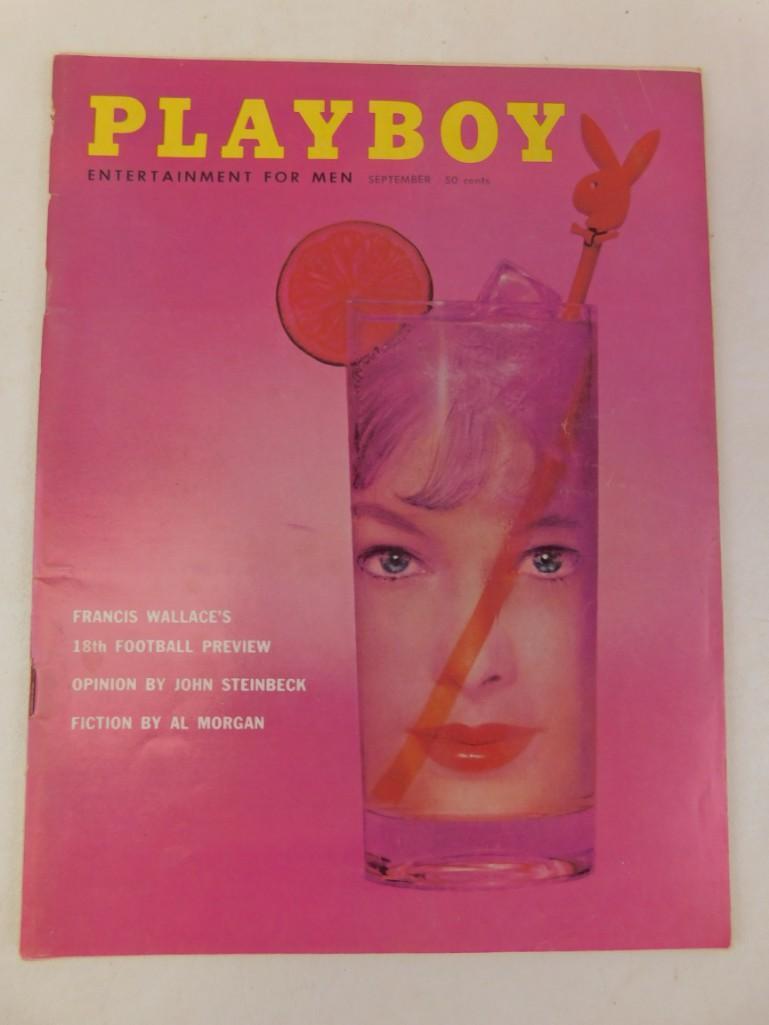 PLAYBOY
ENTERTAINMENT FOR MEN SEPTEMBER 50 cents
FRANCIS WALLACE'S
18th FOOTBALL PREVIEW
OPINION BY JOHN STEINBECK
FICTION BY AL MORGAN